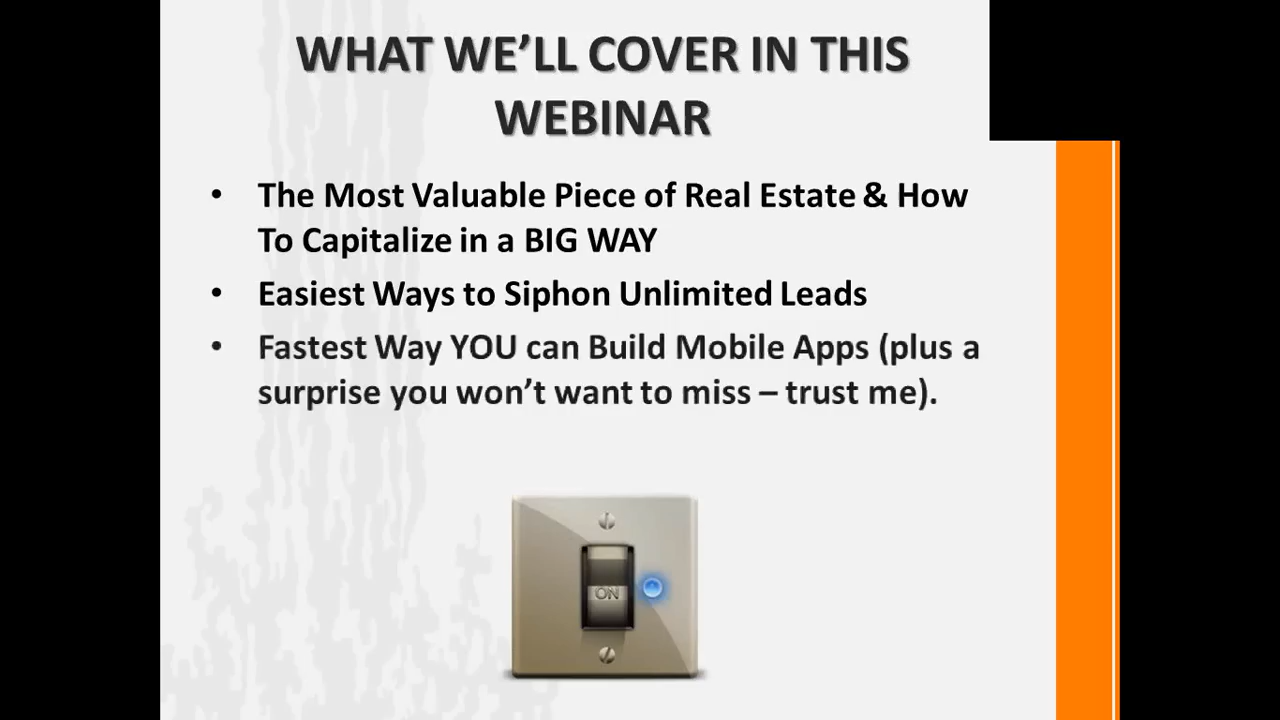 WHAT WE’LL COVER IN THIS
WEBINAR
• The Most Valuable Piece of Real Estate & How
To Capitalize in a BIG WAY
• Easiest Ways to Siphon Unlimited Leads
• Fastest Way YOU can Build Mobile Apps (plus a
surprise you won’t want to miss – trust me).
ON